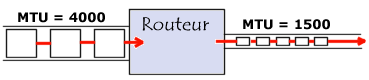 MTU = 4000
Routeur
MTU = 1500